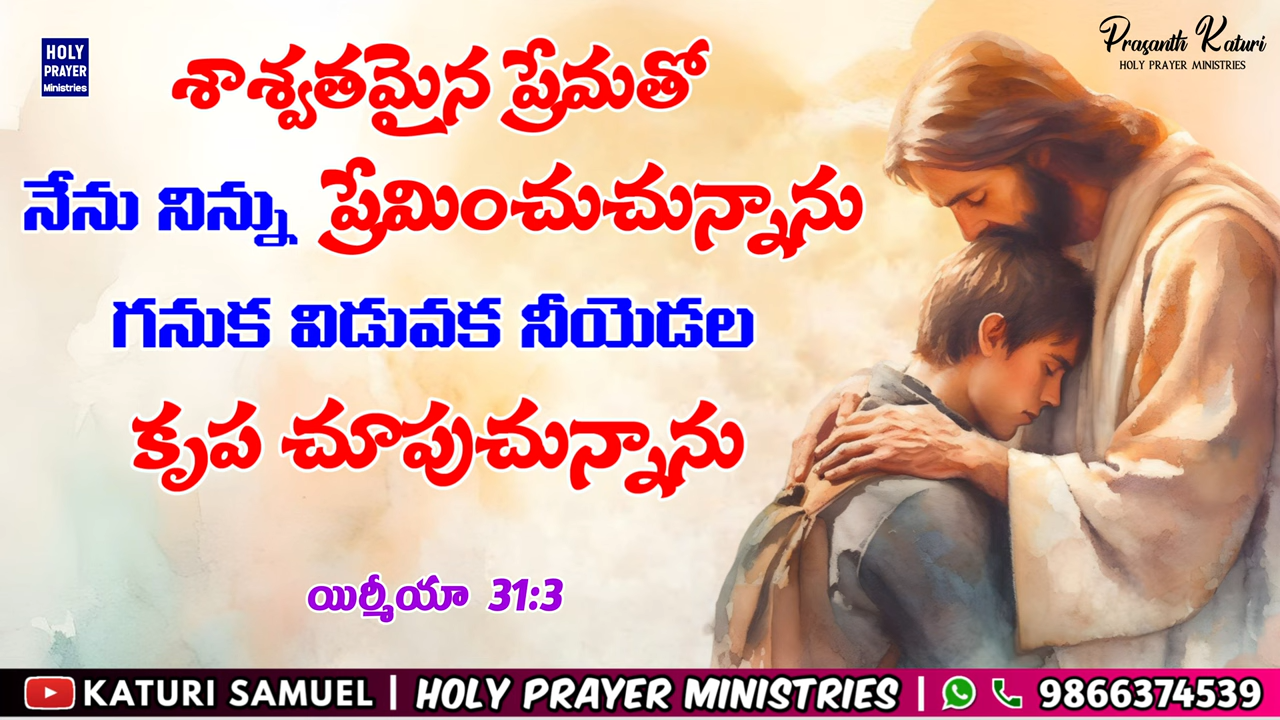 HOLY
PRAYER
Ministries
Prasanth Katuri
HOLY PRAYER MINISTRIES
శాశ్వతమైన ప్రేమతో
నేను నిన్ను ప్రేమించుచున్నాను
గనుక విడువక నీయెడల
కృప చూపుచున్నాను
యిర్మీయా 31:3
KATURI SAMUEL | HOLY PRAYER MINISTRIES | 9866374539